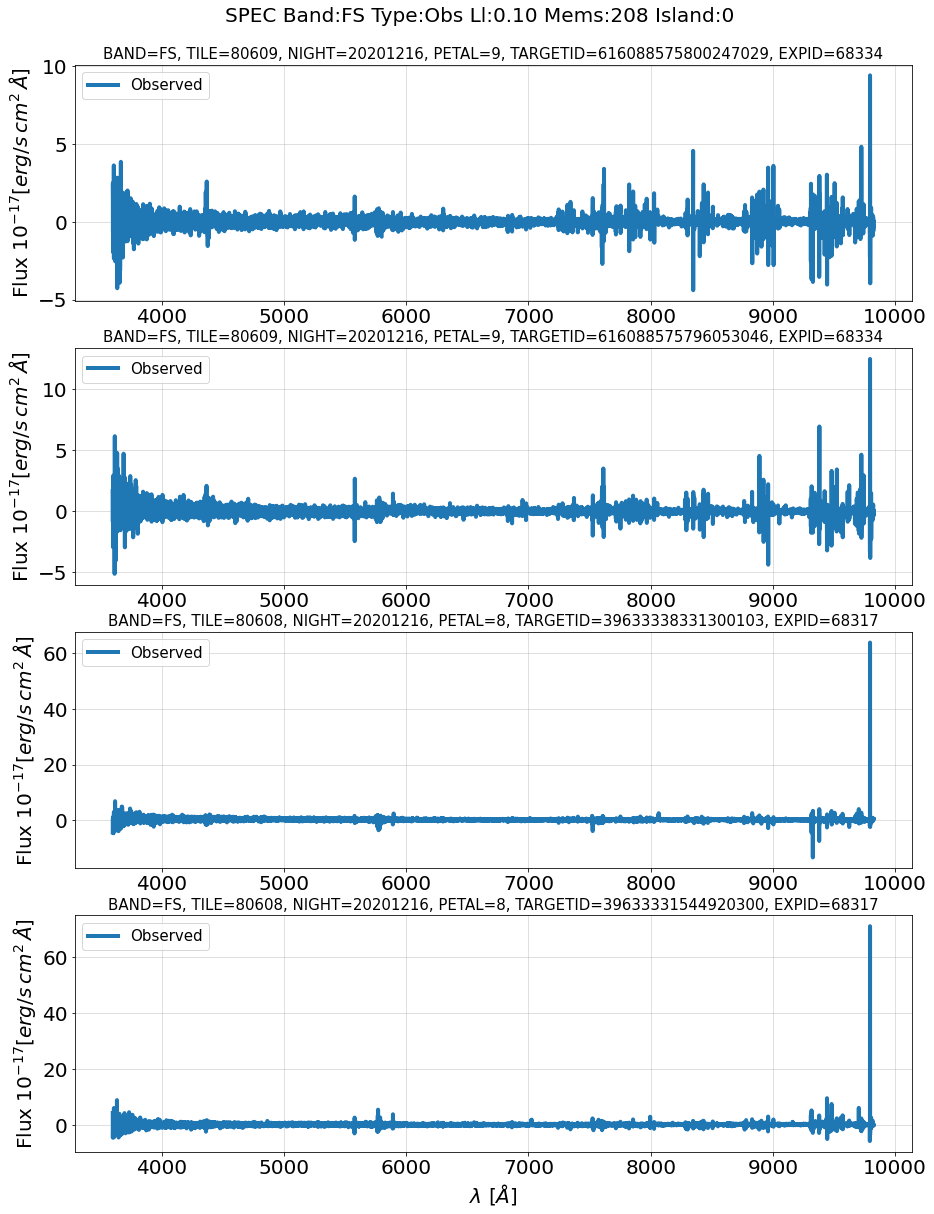 SPEC Band:FS Type:Obs Ll:0.10 Mems:208 Island:0
BAND=FS, TILE=80609, NIGHT=20201216, PETAL=9, TARGETID=616088575800247029, EXPID=68334
Observed
Flux 10⁻¹⁷[erg/s cm² Å]
10
5
0
−5
4000 5000 6000 7000 8000 9000 10000
BAND=FS, TILE=80609, NIGHT=20201216, PETAL=9, TARGETID=616088575796053046, EXPID=68334
Observed
Flux 10⁻¹⁷[erg/s cm² Å]
10
5
0
−5
4000 5000 6000 7000 8000 9000 10000
BAND=FS, TILE=80608, NIGHT=20201216, PETAL=8, TARGETID=39633338331300103, EXPID=68317
Observed
Flux 10⁻¹⁷[erg/s cm² Å]
60
40
20
0
4000 5000 6000 7000 8000 9000 10000
BAND=FS, TILE=80608, NIGHT=20201216, PETAL=8, TARGETID=39633331544920300, EXPID=68317
Observed
Flux 10⁻¹⁷[erg/s cm² Å]
60
40
20
0
4000 5000 6000 7000 8000 9000 10000
λ [Å]